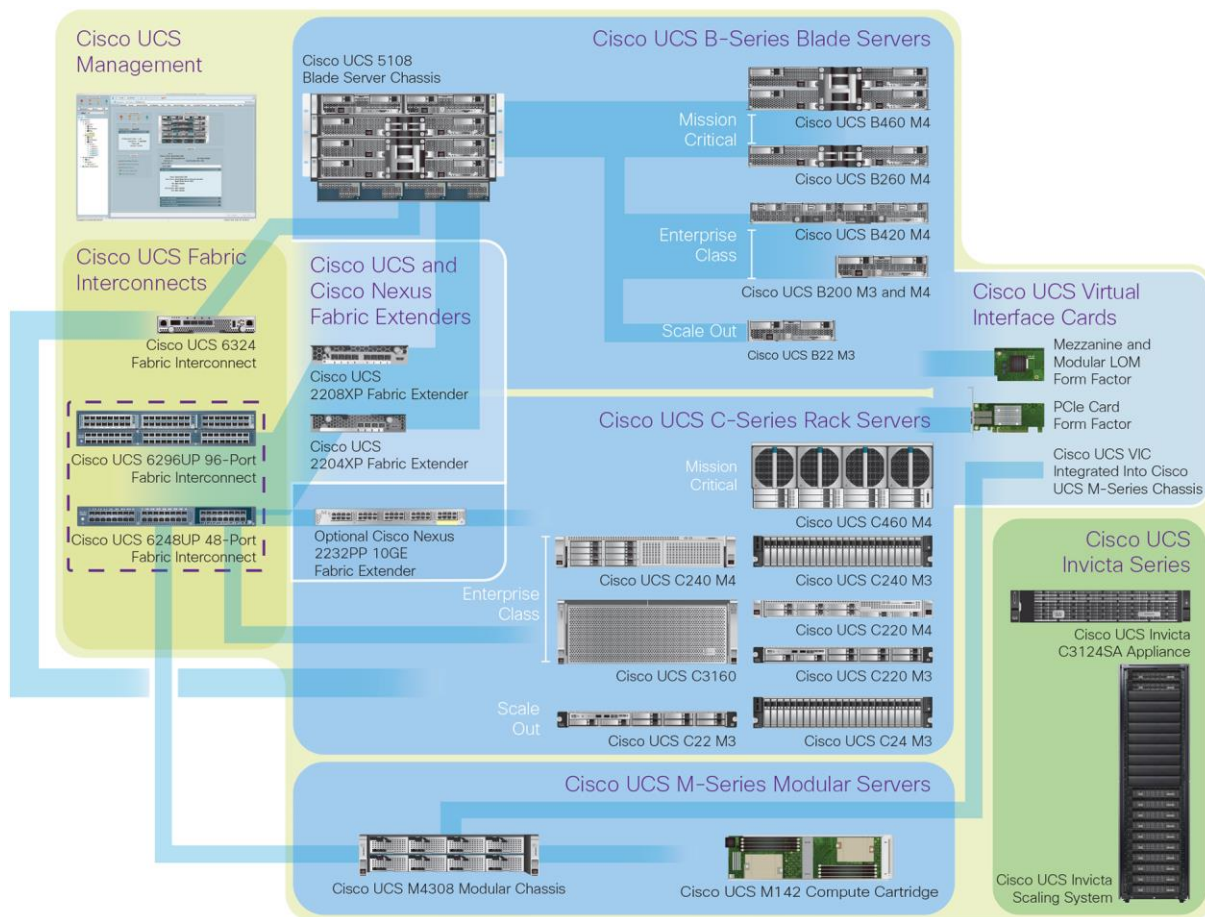 Cisco UCS
Management
Cisco UCS B-Series Blade Servers
Cisco UCS 5108
Blade Server Chassis
Mission
Critical
Cisco UCS B460 M4
Cisco UCS B260 M4
Enterprise
Class
Cisco UCS B420 M4
Cisco UCS B200 M3 and M4
Scale Out
Cisco UCS B22 M3
Cisco UCS Fabric
Interconnects
Cisco UCS 6324
Fabric Interconnect
Cisco UCS 6296UP 96-Port
Fabric Interconnect
Cisco UCS 6248UP 48-Port
Fabric Interconnect
Cisco UCS and
Cisco Nexus
Fabric Extenders
Cisco UCS
2208XP Fabric Extender
Cisco UCS
2204XP Fabric Extender
Optional Cisco Nexus
2232PP 10GE
Fabric Extender
Cisco UCS Virtual
Interface Cards
Mezzanine and
Modular LOM
Form Factor
PCIe Card
Form Factor
Cisco UCS VIC
Integrated Into Cisco
UCS M-Series Chassis
Cisco UCS C-Series Rack Servers
Mission
Critical
Cisco UCS C460 M4
Enterprise
Class
Cisco UCS C240 M4
Cisco UCS C240 M3
Cisco UCS C220 M4
Cisco UCS C3160
Cisco UCS C220 M3
Scale
Out
Cisco UCS C22 M3
Cisco UCS C24 M3
Cisco UCS
Invicta Series
Cisco UCS Invicta
C3124SA Appliance
Cisco UCS Invicta
Scaling System
Cisco UCS M-Series Modular Servers
Cisco UCS M4308 Modular Chassis
Cisco UCS M142 Compute Cartridge